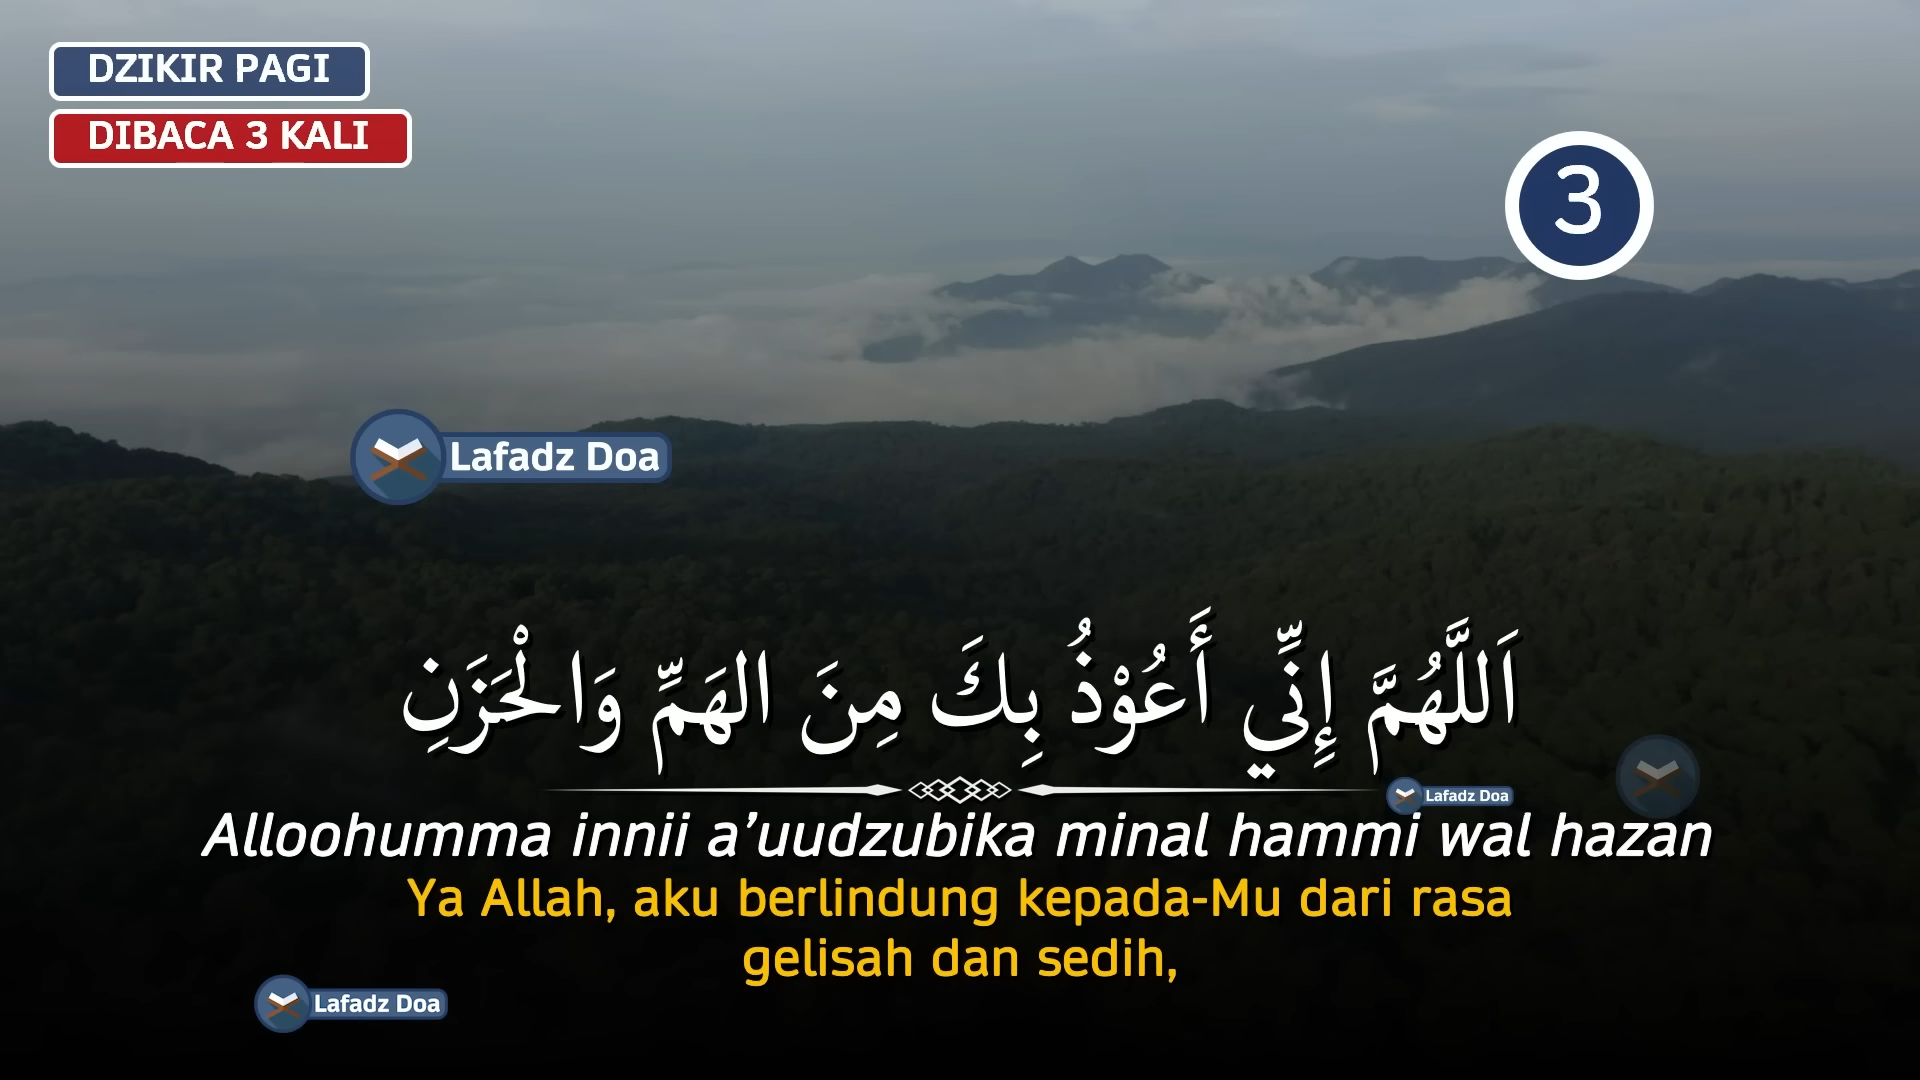 DZIKIR PAGI
DIBACA 3 KALI
3
Lafadz Doa
اَللَّهُمَّ إِنِّي أَعُوْذُ بِكَ مِنَ الهَمِّ وَالْحَزَنِ
Lafadz Doa
Alloohumma innii a’uudzubika minal hammi wal hazan
Ya Allah, aku berlindung kepada-Mu dari rasa
gelisah dan sedih,
Lafadz Doa